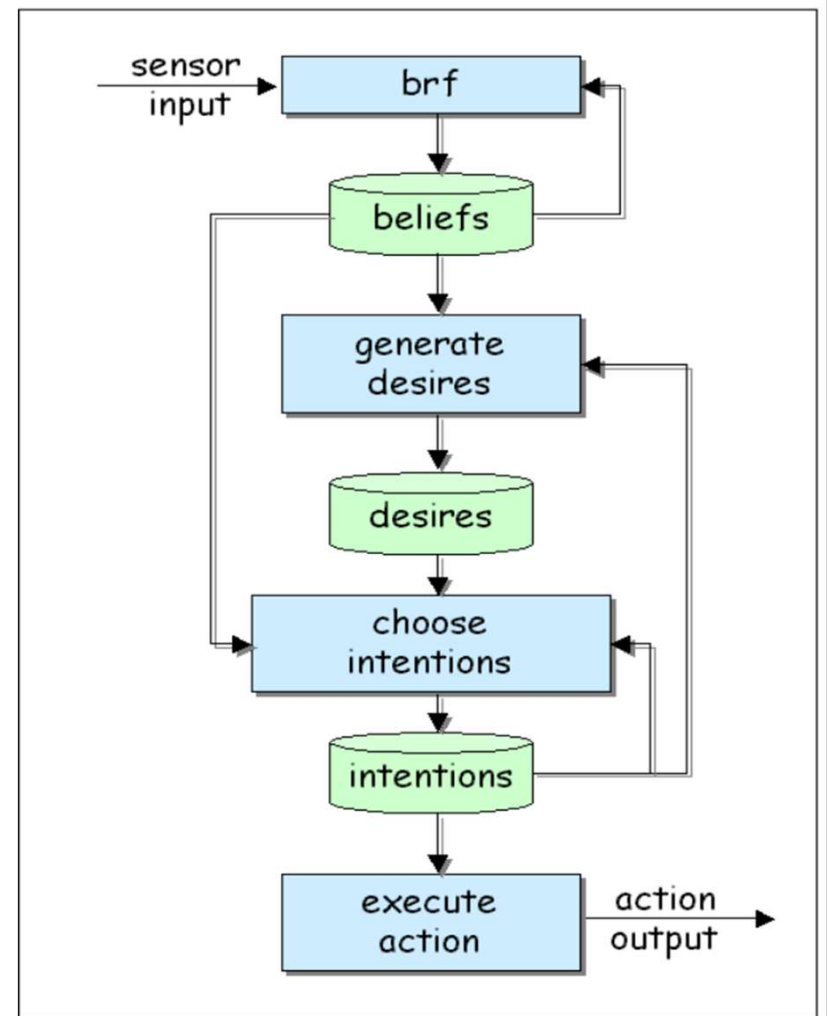 sensor
input
brf
beliefs
generate
desires
desires
choose
intentions
intentions
execute
action
action
output